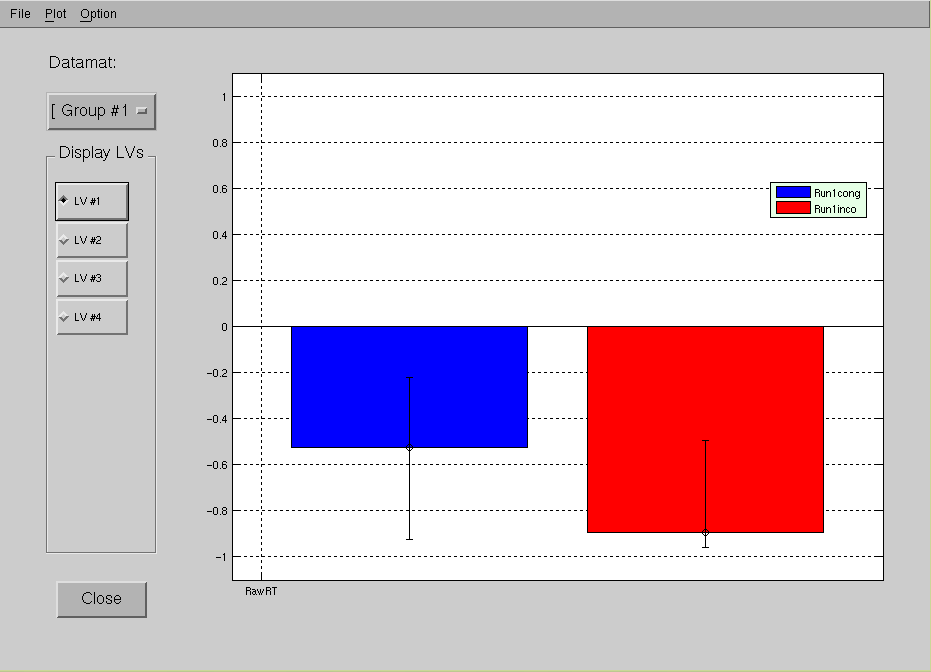 File Plot Option
Datamat:
[ Group #1
Display LVs
LV #1
LV #2
LV #3
LV #4
Close
1
0.8
0.6
0.4
0.2
0
−0.2
−0.4
−0.6
−0.8
−1
RawRT
Run1cong
Run1inco